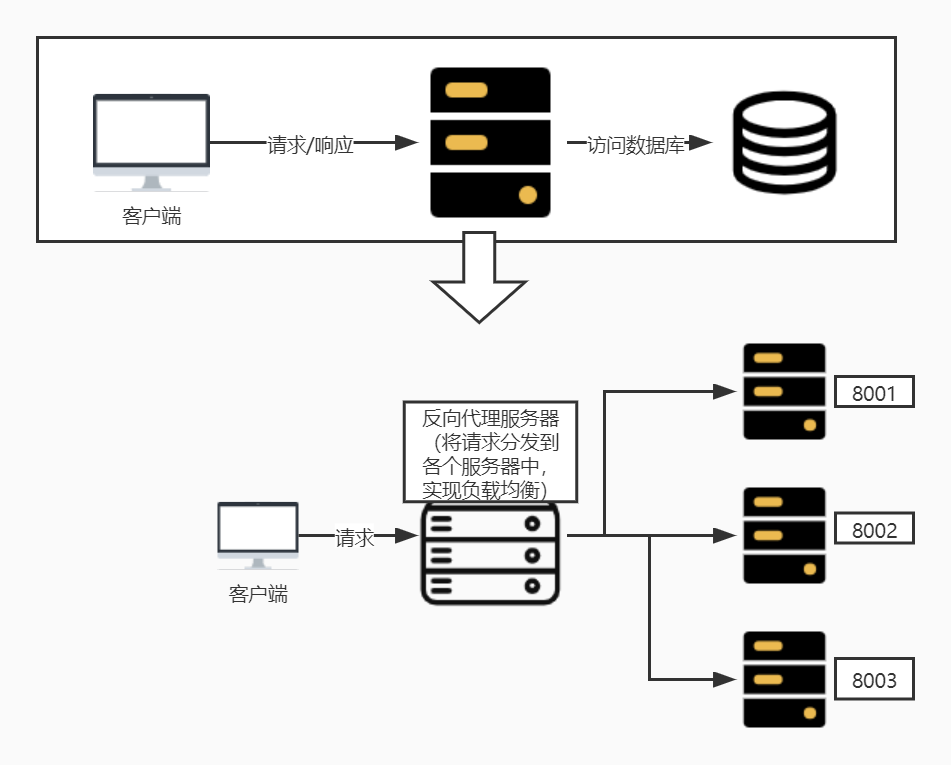 请求/响应
访问数据库
客户端
反向代理服务器
（将请求分发到
各个服务器中，
实现负载均衡）
8001
8002
请求
客户端
8003